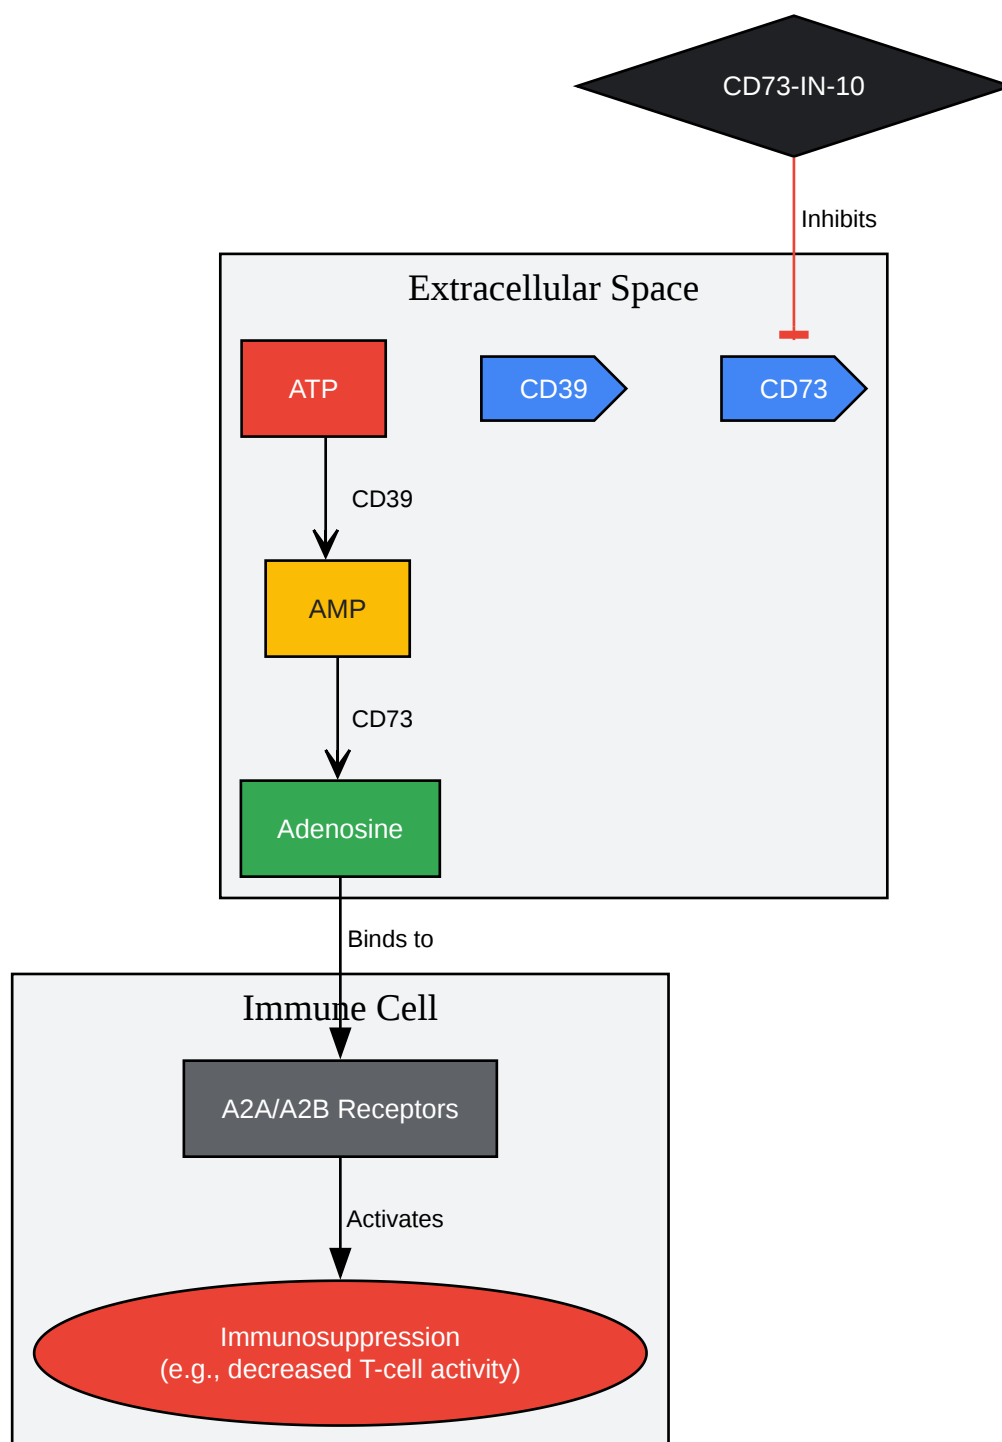 CD73-IN-10
Inhibits
Extracellular Space
ATP
CD39
CD73
CD39
AMP
CD73
Adenosine
Binds to
Immune Cell
A2A/A2B Receptors
Activates
Immunosuppression
(e.g., decreased T-cell activity)